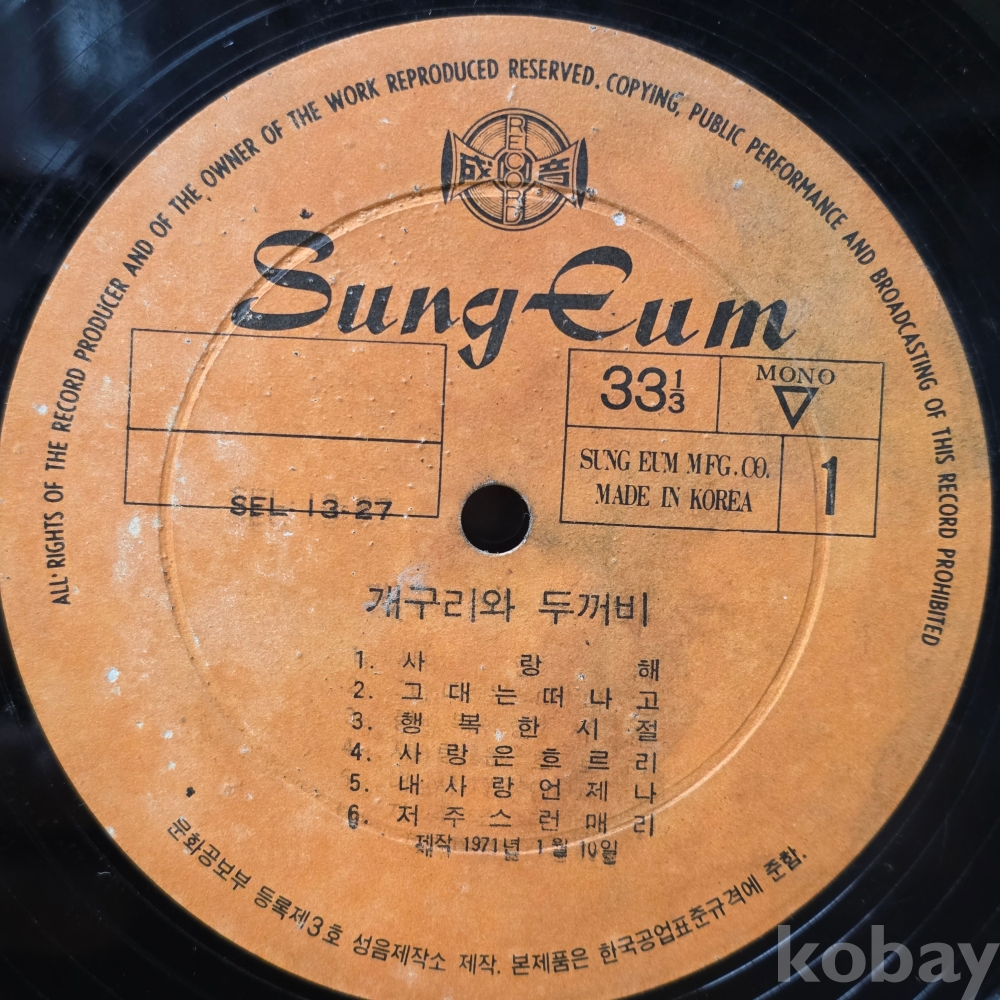 ALL RIGHTS OF THE RECORD PRODUCER AND OF THE OWNER OF THE WORK REPRODUCED RESERVED. COPYING, PUBLIC PERFORMANCE AND BROADCASTING OF THIS RECORD PROHIBITED
RECORD
成音
Sung Eum
33⅓
MONO
SUNG EUM MFG. CO.
MADE IN KOREA
1
SEL 13-27
개구리와 두꺼비
1. 사랑해
2. 그대는 떠나고
3. 행복한 시절
4. 사랑은 흐르리
5. 내사랑 언제나
6. 저주스런 매리
제작 1971년 1월 10일
문화공보부 등록제3호 성음제작소 제작. 본제품은 한국공업표준규격에 준함.
kobay